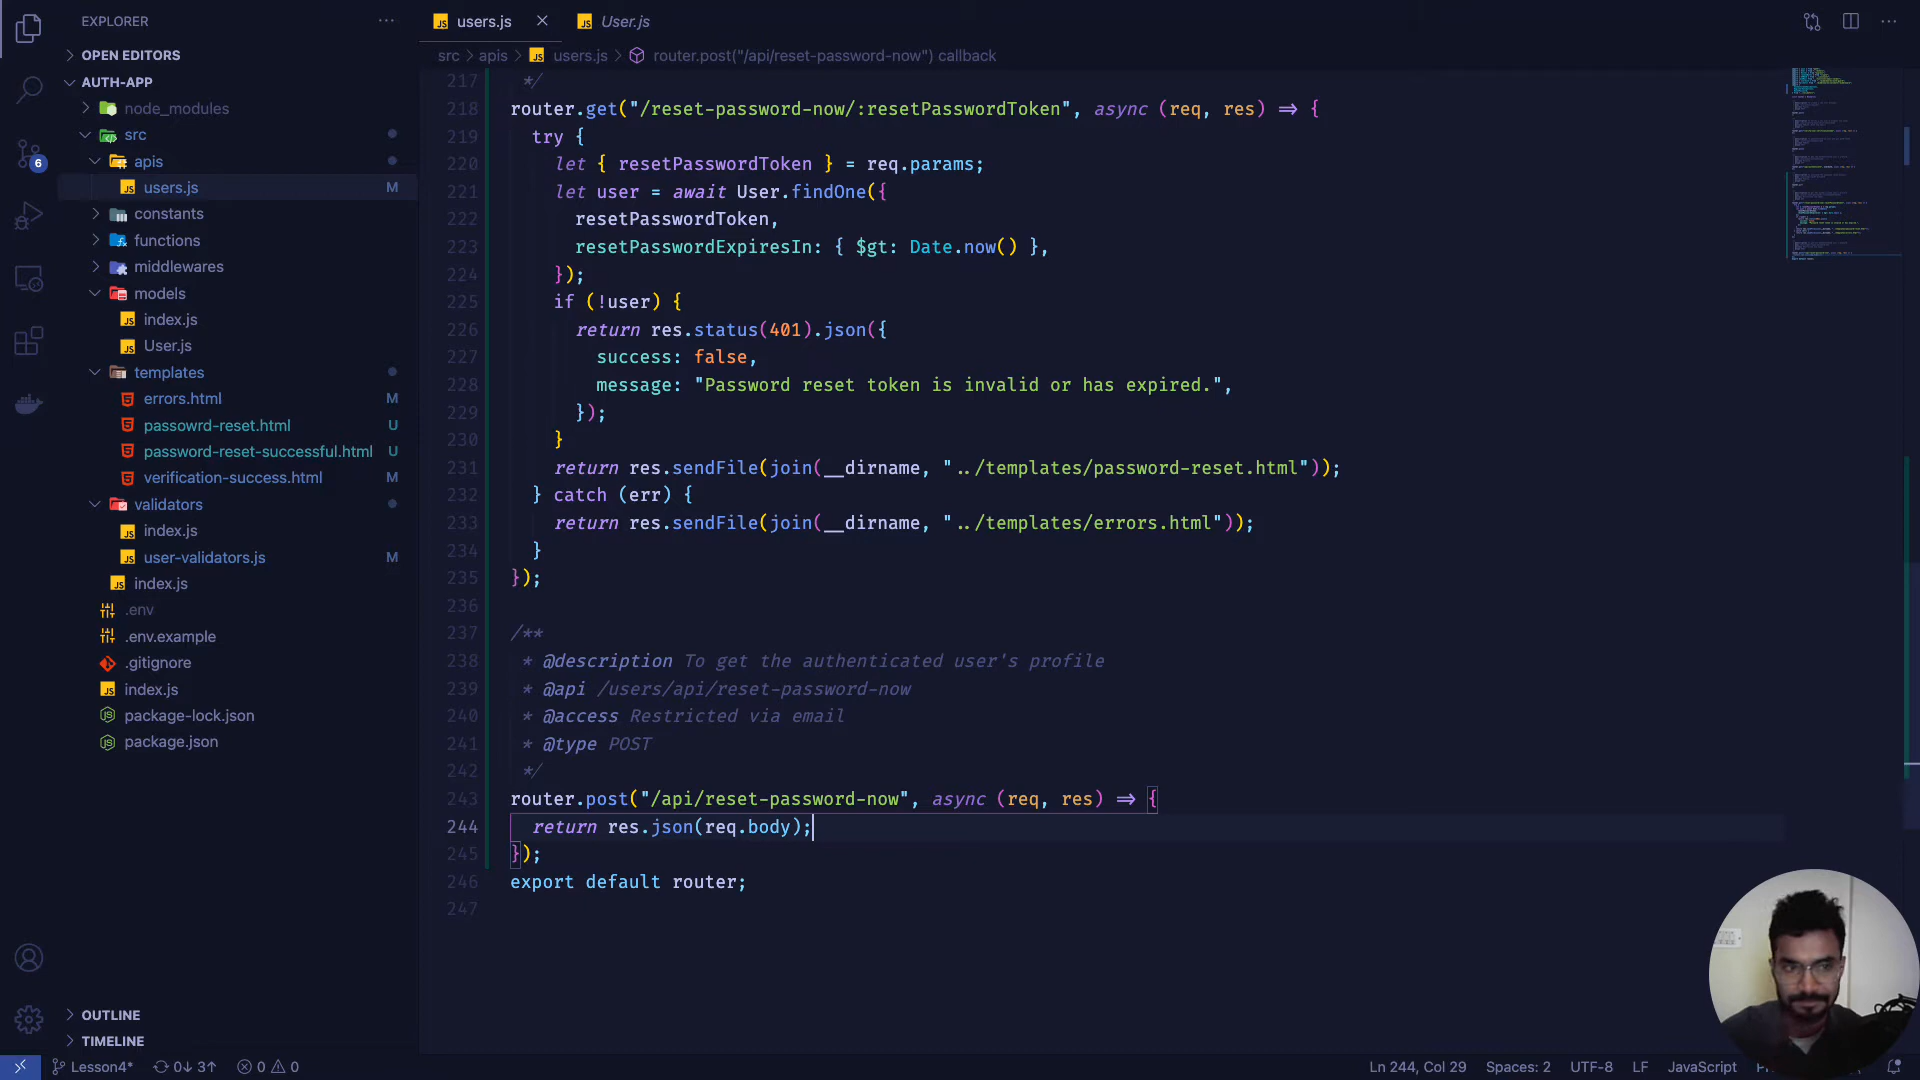 EXPLORER
OPEN EDITORS
AUTH-APP
node_modules
src
apis
users.js M
constants
functions
middlewares
models
index.js
User.js
templates
errors.html M
passowrd-reset.html U
password-reset-successful.html U
verification-success.html M
validators
index.js
user-validators.js M
index.js
.env
.env.example
.gitignore
index.js
package-lock.json
package.json
OUTLINE
TIMELINE
6
users.js User.js
src > apis > users.js > router.post("/api/reset-password-now") callback
217 */
218 router.get("/reset-password-now/:resetPasswordToken", async (req, res) => {
219 try {
220 let { resetPasswordToken } = req.params;
221 let user = await User.findOne({
222 resetPasswordToken,
223 resetPasswordExpiresIn: { $gt: Date.now() },
224 });
225 if (!user) {
226 return res.status(401).json({
227 success: false,
228 message: "Password reset token is invalid or has expired.",
229 });
230 }
231 return res.sendFile(join(__dirname, "../templates/password-reset.html"));
232 } catch (err) {
233 return res.sendFile(join(__dirname, "../templates/errors.html"));
234 }
235 });
236
237 /**
238 * @description To get the authenticated user's profile
239 * @api /users/api/reset-password-now
240 * @access Restricted via email
241 * @type POST
242 */
243 router.post("/api/reset-password-now", async (req, res) => {
244 return res.json(req.body);
245 });
246 export default router;
247
Lesson4* 0↓ 3↑ 0 0 Ln 244, Col 29 Spaces: 2 UTF-8 LF JavaScript